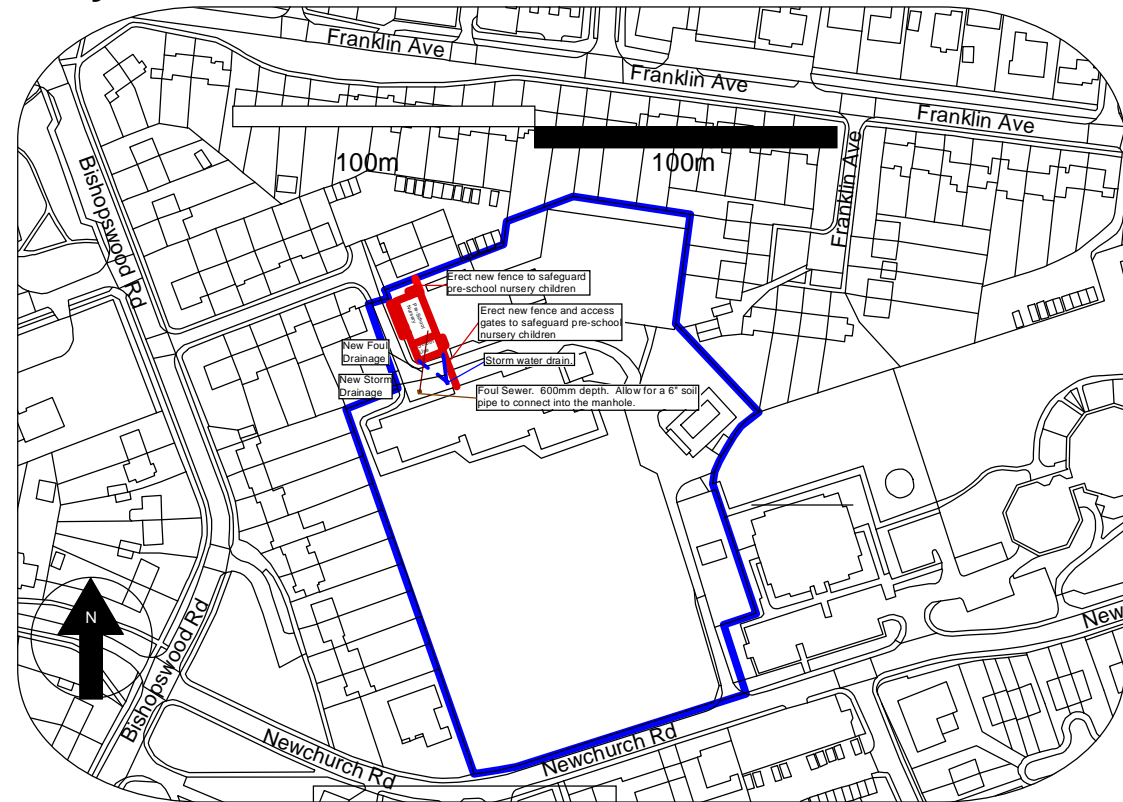 Franklin Ave
Franklin Ave
Franklin Ave
Franklin Ave
100m
100m
Bishopswood Rd
Erect new fence to safeguard
pre-school nursery children
Erect new fence and access
gates to safeguard pre-school
nursery children
Pre-School
Nursery
New Foul
Drainage
Storm water drain.
New Storm
Drainage
Foul Sewer. 600mm depth. Allow for a 6" soil
pipe to connect into the manhole.
N
Bishopswood Rd
Newchurch Rd
Newchurch Rd